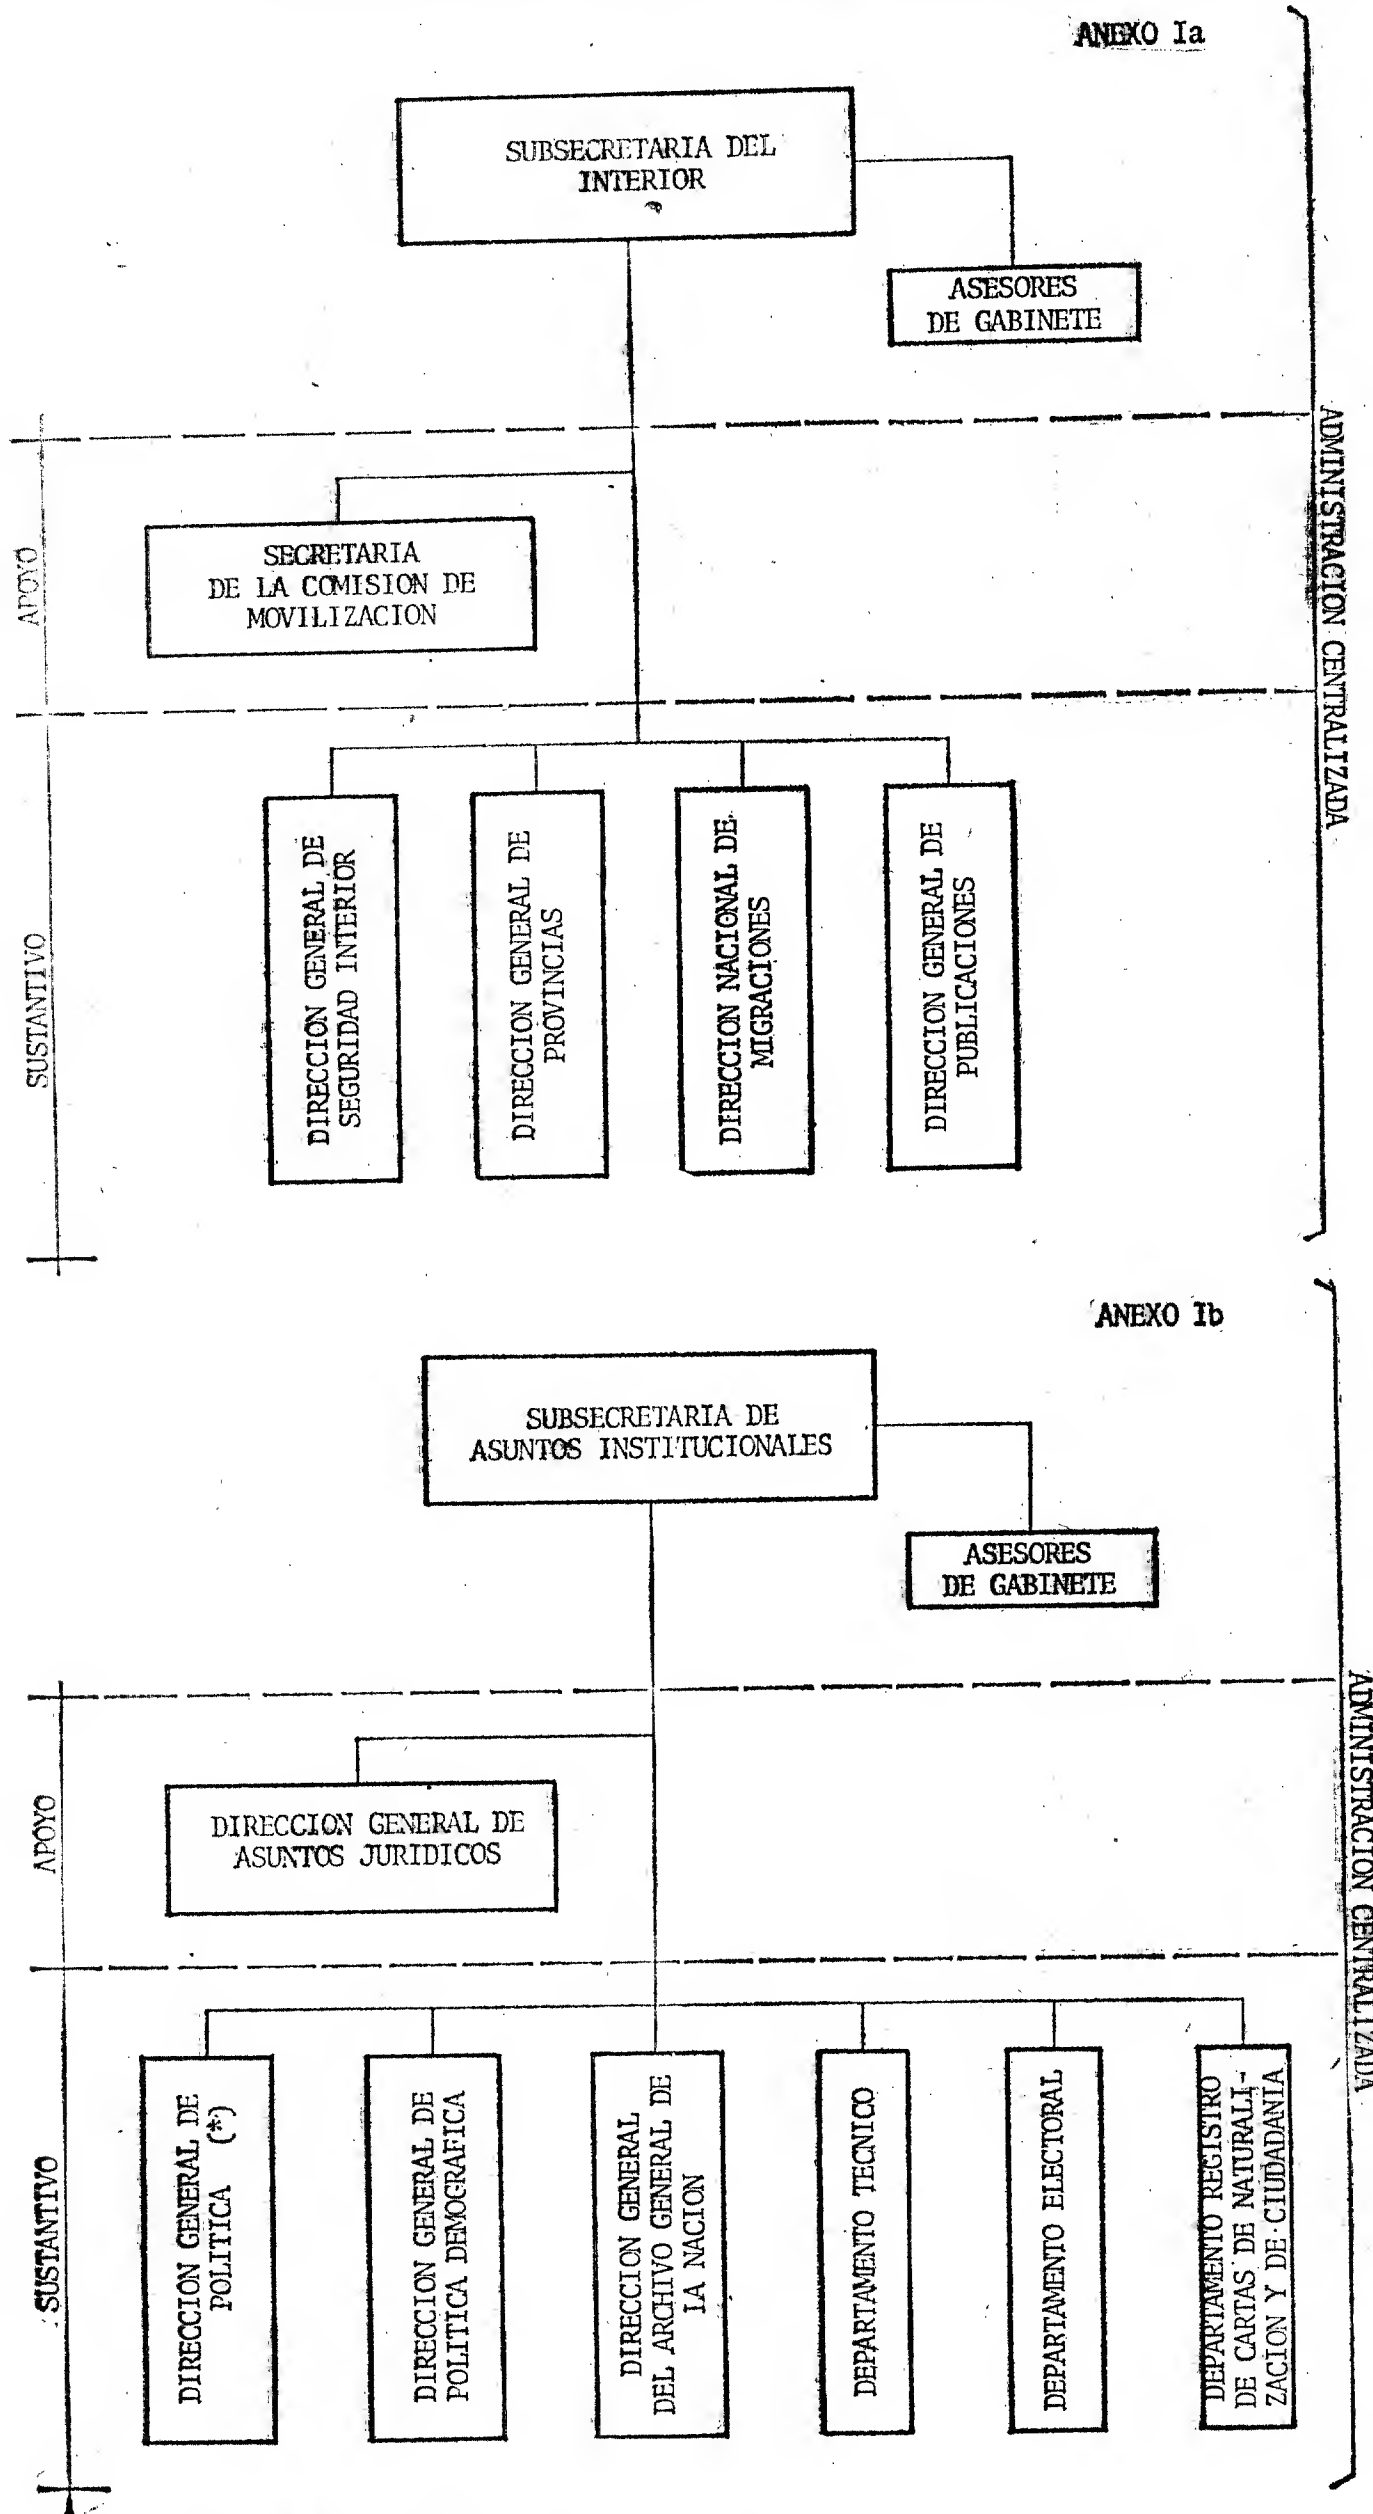 ANEXO Ia
SUBSECRETARIA DEL
INTERIOR
ASESORES
DE GABINETE
ADMINISTRACION CENTRALIZADA
APOYO
SECRETARIA
DE LA COMISION DE
MOVILIZACION
SUSTANTIVO
DIRECCION GENERAL DE
SEGURIDAD INTERIOR
DIRECCION GENERAL DE
PROVINCIAS
DIRECCION NACIONAL DE
MIGRACIONES
DIRECCION GENERAL DE
PUBLICACIONES
ANEXO Ib
SUBSECRETARIA DE
ASUNTOS INSTITUCIONALES
ASESORES
DE GABINETE
ADMINISTRACION CENTRALIZADA
APOYO
DIRECCION GENERAL DE
ASUNTOS JURIDICOS
SUSTANTIVO
DIRECCION GENERAL DE
POLITICA (*)
DIRECCION GENERAL DE
POLITICA DEMOGRAFICA
DIRECCION GENERAL
DEL ARCHIVO GENERAL DE
LA NACION
DEPARTAMENTO TECNICO
DEPARTAMENTO ELECTORAL
DEPARTAMENTO REGISTRO
DE CARTAS DE NATURALI-
ZACION Y DE CIUDADANIA